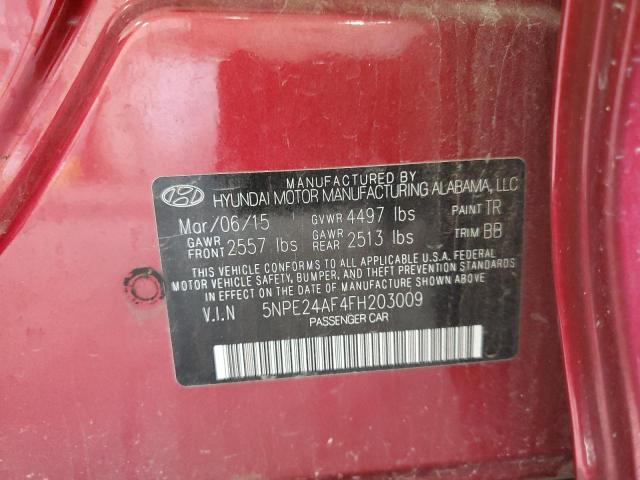 MANUFACTURED BY
HYUNDAI MOTOR MANUFACTURING ALABAMA, LLC
Mar/06/15 GVWR 4497 lbs PAINT TR
GAWR FRONT 2557 lbs GAWR REAR 2513 lbs TRIM BB
THIS VEHICLE CONFORMS TO ALL APPLICABLE U.S.A. FEDERAL
MOTOR VEHICLE SAFETY, BUMPER, AND THEFT PREVENTION STANDARDS
IN EFFECT ON THE DATE OF MANUFACTURE SHOWN ABOVE
V.I.N 5NPE24AF4FH203009
PASSENGER CAR